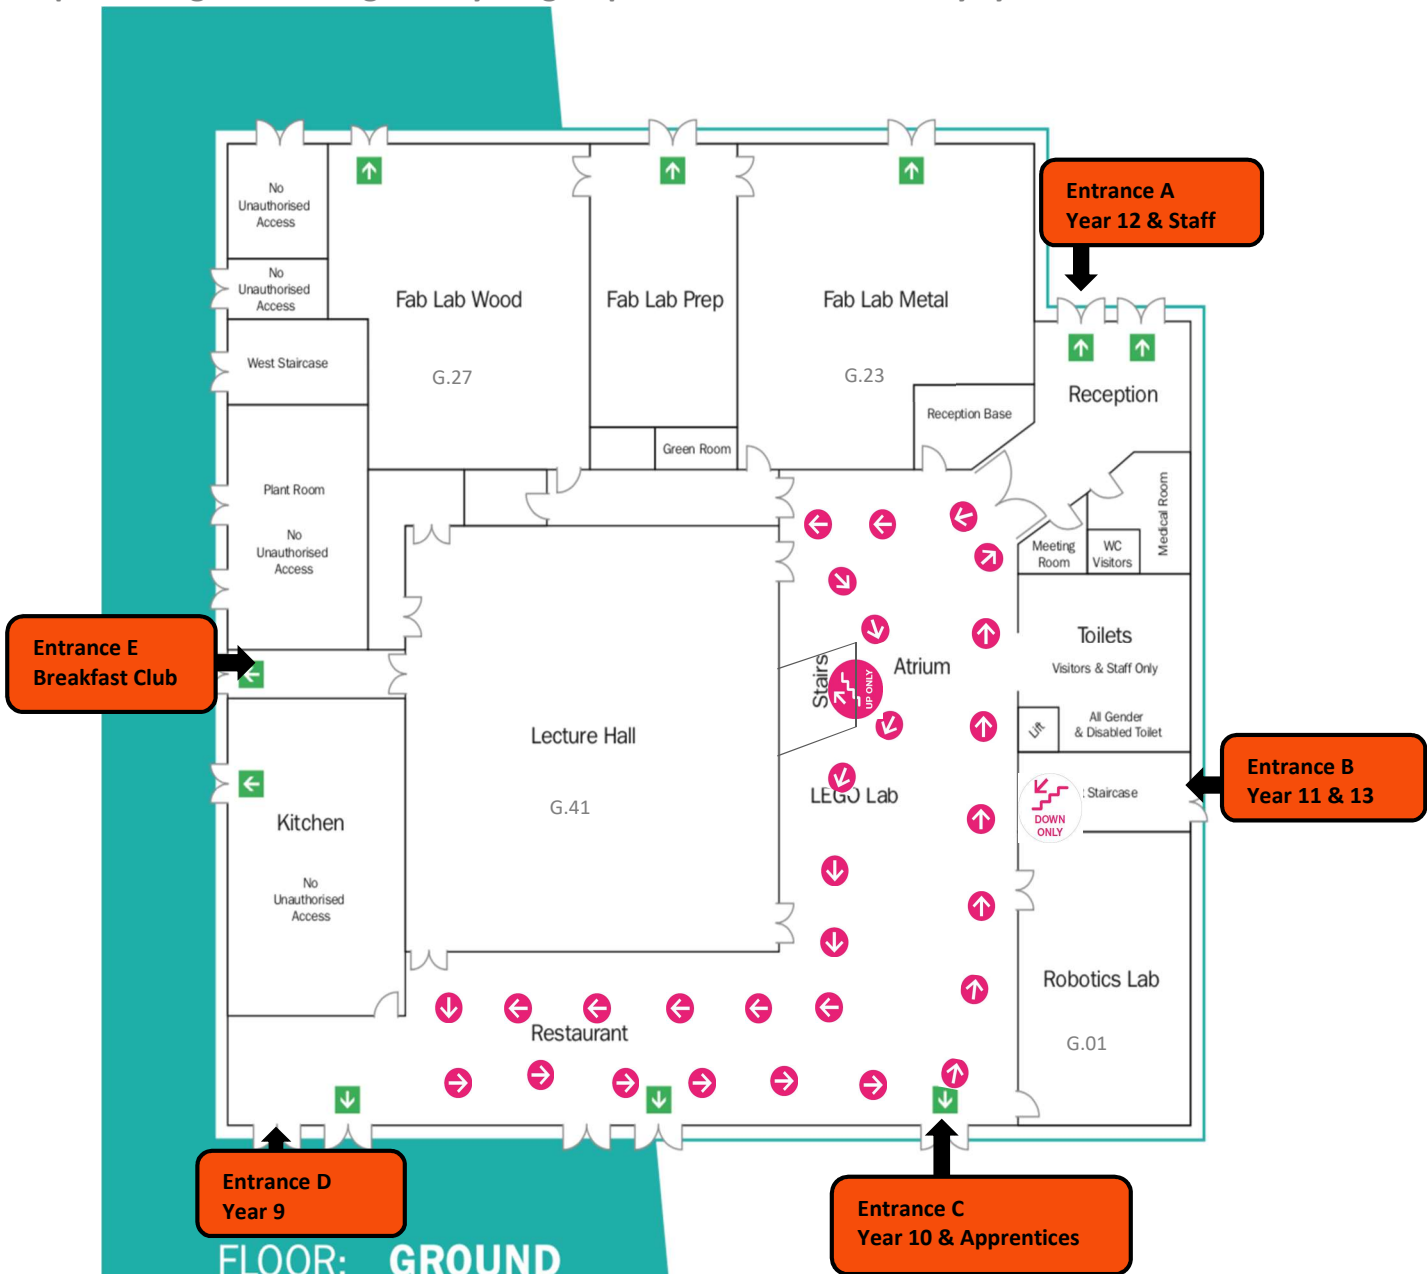 Entrance A
Year 12 & Staff
No
Unauthorised
Access
No
Unauthorised
Access
Fab Lab Wood
Fab Lab Prep
Fab Lab Metal
West Staircase
G.27
G.23
Reception
Reception Base
Green Room
Plant Room
No
Unauthorised
Access
Medical Room
Meeting
Room
WC
Visitors
Entrance E
Breakfast Club
Toilets
Visitors & Staff Only
Stairs
UP ONLY
Atrium
Lift
All Gender
& Disabled Toilet
Lecture Hall
G.41
LEGO Lab
Staircase
DOWN
ONLY
Entrance B
Year 11 & 13
Kitchen
No
Unauthorised
Access
Robotics Lab
G.01
Restaurant
Entrance D
Year 9
Entrance C
Year 10 & Apprentices
FLOOR: GROUND